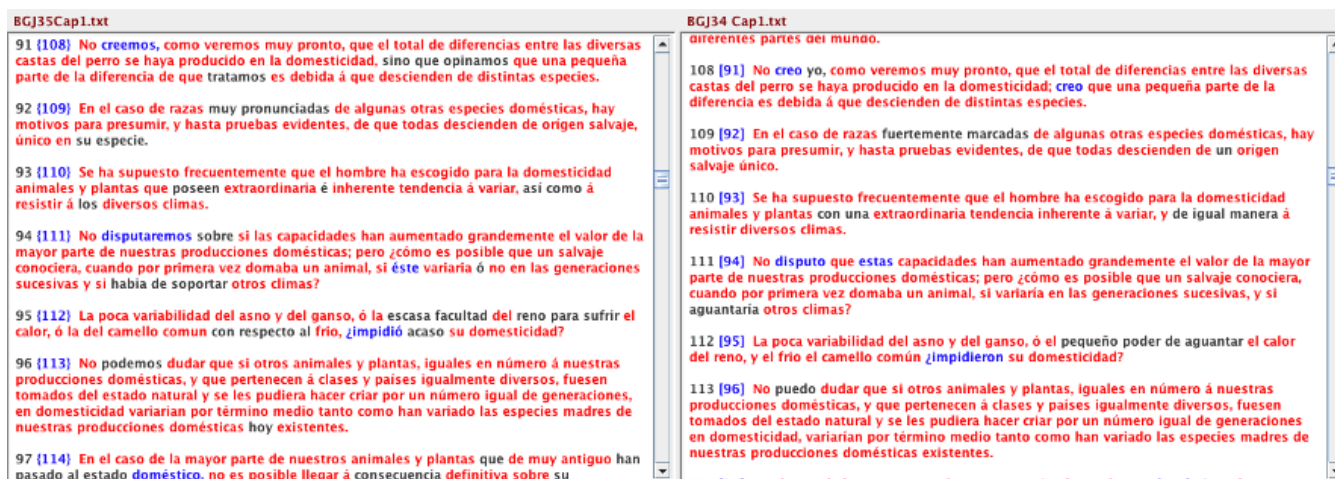 BGJ35Cap1.txt
91 {108} No creemos, como veremos muy pronto, que el total de diferencias entre las diversas
castas del perro se haya producido en la domesticidad, sino que opinamos que una pequeña
parte de la diferencia de que tratamos es debida á que descienden de distintas especies.
92 {109} En el caso de razas muy pronunciadas de algunas otras especies domésticas, hay
motivos para presumir, y hasta pruebas evidentes, de que todas descienden de orígen salvaje,
único en su especie.
93 {110} Se ha supuesto frecuentemente que el hombre ha escogido para la domesticidad
animales y plantas que poseen extraordinaria é inherente tendencia á variar, así como á
resistir á los diversos climas.
94 {111} No disputaremos sobre si las capacidades han aumentado grandemente el valor de la
mayor parte de nuestras producciones domésticas; pero ¿cómo es posible que un salvaje
conociera, cuando por primera vez domaba un animal, si éste variaria ó no en las generaciones
sucesivas y si habia de soportar otros climas?
95 {112} La poca variabilidad del asno y del ganso, ó la escasa facultad del reno para sufrir el
calor, ó la del camello comun con respecto al frio, ¿impidió acaso su domesticidad?
96 {113} No podemos dudar que si otros animales y plantas, iguales en número á nuestras
producciones domésticas, y que pertenecen á clases y países igualmente diversos, fuesen
tomados del estado natural y se les pudiera hacer criar por un número igual de generaciones,
en domesticidad variarian por término medio tanto como han variado las especies madres de
nuestras producciones domésticas hoy existentes.
97 {114} En el caso de la mayor parte de nuestros animales y plantas que de muy antiguo han
pasado al estado doméstico, no es posible llegar á consecuencia definitiva sobre su
BGJ34 Cap1.txt
diferentes partes del mundo.
108 [91] No creo yo, como veremos muy pronto, que el total de diferencias entre las diversas
castas del perro se haya producido en la domesticidad; creo que una pequeña parte de la
diferencia es debida á que descienden de distintas especies.
109 [92] En el caso de razas fuertemente marcadas de algunas otras especies domésticas, hay
motivos para presumir, y hasta pruebas evidentes, de que todas descienden de un orígen
salvaje único.
110 [93] Se ha supuesto frecuentemente que el hombre ha escogido para la domesticidad
animales y plantas con una extraordinaria tendencia inherente á variar, y de igual manera á
resistir diversos climas.
111 [94] No disputo que estas capacidades han aumentado grandemente el valor de la mayor
parte de nuestras producciones domésticas; pero ¿cómo es posible que un salvaje conociera,
cuando por primera vez domaba un animal, si variaría en las generaciones sucesivas, y si
aguantaría otros climas?
112 [95] La poca variabilidad del asno y del ganso, ó el pequeño poder de aguantar el calor
del reno, y el frio el camello común ¿impidieron su domesticidad?
113 [96] No puedo dudar que si otros animales y plantas, iguales en número á nuestras
producciones domésticas, y que pertenecen á clases y países igualmente diversos, fuesen
tomados del estado natural y se les pudiera hacer criar por un número igual de generaciones
en domesticidad, variarían por término medio tanto como han variado las especies madres de
nuestras producciones domésticas existentes.